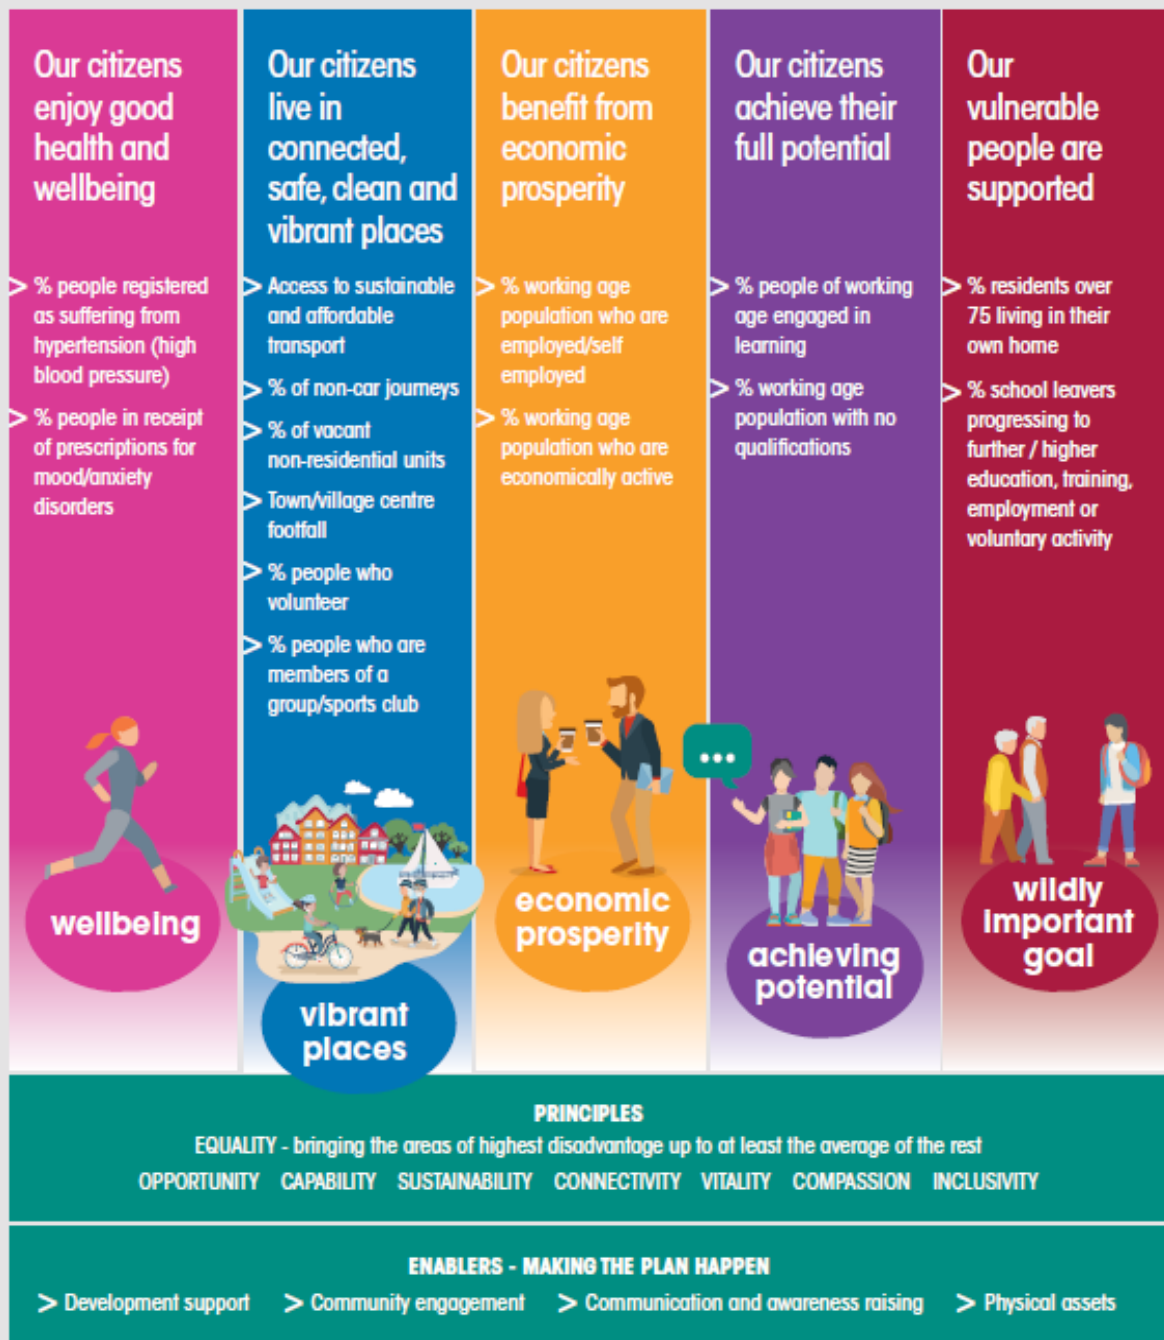 Our citizens
enjoy good
health and
wellbeing
> % people registered
as suffering from
hypertension (high
blood pressure)
> % people in receipt
of prescriptions for
mood/anxiety
disorders
wellbeing
Our citizens
live in
connected,
safe, clean and
vibrant places
> Access to sustainable
and affordable
transport
> % of non-car journeys
> % of vacant
non-residential units
> Town/village centre
footfall
> % people who
volunteer
> % people who are
members of a
group/sports club
vibrant
places
Our citizens
benefit from
economic
prosperity
> % working age
population who are
employed/self
employed
> % working age
population who are
economically active
economic
prosperity
Our citizens
achieve their
full potential
> % people of working
age engaged in
learning
> % working age
population with no
qualifications
achieving
potential
Our
vulnerable
people are
supported
> % residents over
75 living in their
own home
> % school leavers
progressing to
further / higher
education, training,
employment or
voluntary activity
wildly
important
goal
PRINCIPLES
EQUALITY - bringing the areas of highest disadvantage up to at least the average of the rest
OPPORTUNITY CAPABILITY SUSTAINABILITY CONNECTIVITY VITALITY COMPASSION INCLUSIVITY
ENABLERS - MAKING THE PLAN HAPPEN
> Development support > Community engagement > Communication and awareness raising > Physical assets